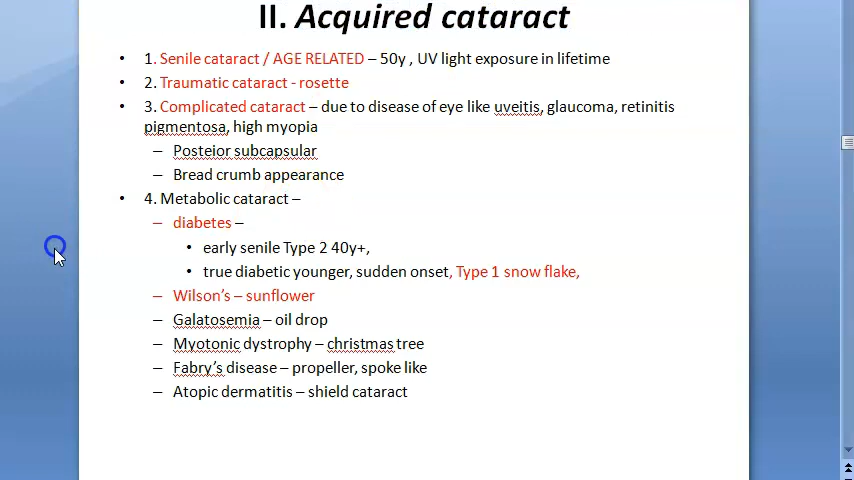 II. Acquired cataract
• 1. Senile cataract / AGE RELATED – 50y , UV light exposure in lifetime
• 2. Traumatic cataract - rosette
• 3. Complicated cataract – due to disease of eye like uveitis, glaucoma, retinitis
pigmentosa, high myopia
– Posteior subcapsular
– Bread crumb appearance
• 4. Metabolic cataract –
– diabetes –
• early senile Type 2 40y+,
• true diabetic younger, sudden onset, Type 1 snow flake,
– Wilson's – sunflower
– Galatosemia – oil drop
– Myotonic dystrophy – christmas tree
– Fabry's disease – propeller, spoke like
– Atopic dermatitis – shield cataract